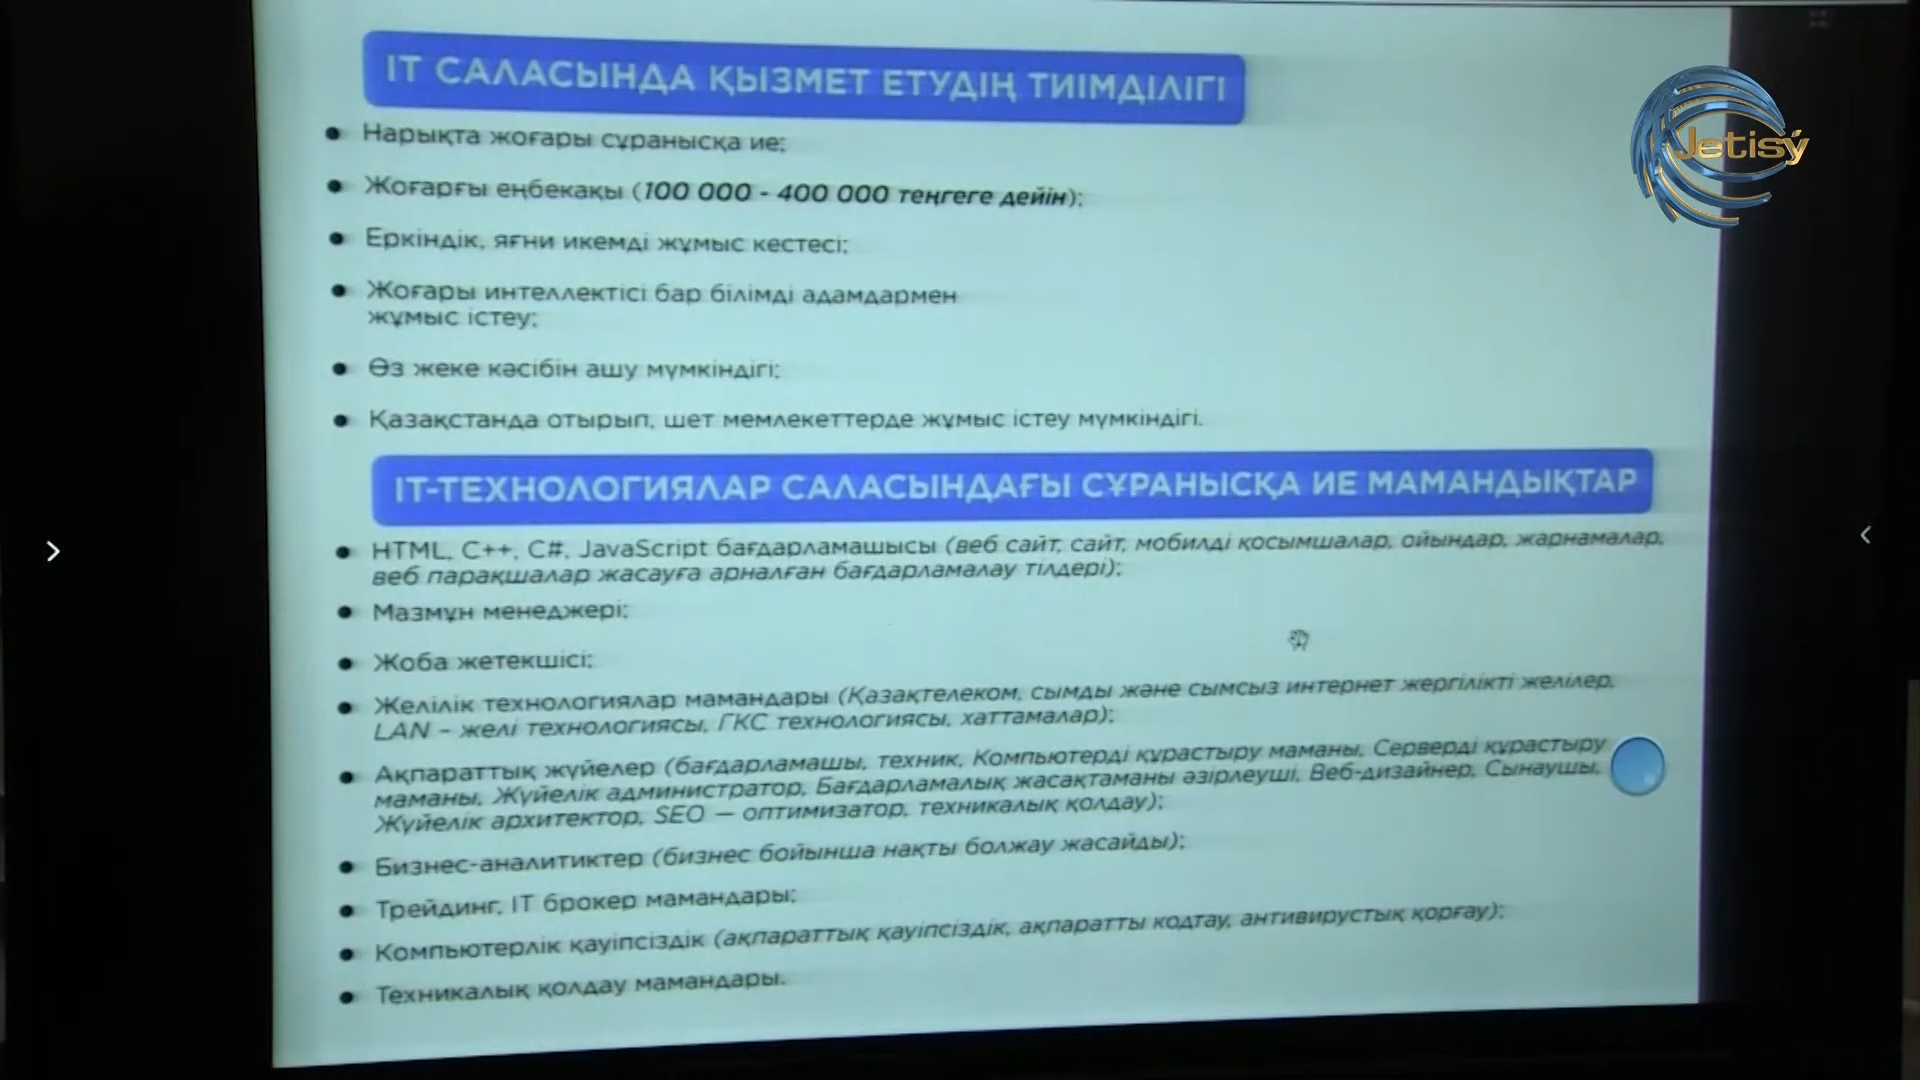 IT САЛАСЫНДА ҚЫЗМЕТ ЕТУДІҢ ТИІМДІЛІГІ
Jetisý
• Нарықта жоғары сұранысқа ие;
• Жоғарғы еңбекақы (100 000 - 400 000 теңгеге дейін);
• Еркіндік, яғни икемді жұмыс кестесі;
• Жоғары интеллектісі бар білімді адамдармен
жұмыс істеу;
• Өз жеке кәсібін ашу мүмкіндігі;
• Қазақстанда отырып, шет мемлекеттерде жұмыс істеу мүмкіндігі.
IT-ТЕХНОЛОГИЯЛАР САЛАСЫНДАҒЫ СҰРАНЫСҚА ИЕ МАМАНДЫҚТАР
• HTML, C++, C#, JavaScript бағдарламашысы (веб сайт, сайт, мобилді қосымшалар, ойындар, жарнамалар,
веб парақшалар жасауға арналған бағдарламалау тілдері);
• Мазмұн менеджері;
• Жоба жетекшісі;
• Желілік технологиялар мамандары (Қазақтелеком, сымды және сымсыз интернет жергілікті желілер,
LAN – желі технологиясы, ГКС технологиясы, хаттамалар);
• Ақпараттық жүйелер (бағдарламашы, техник, Компьютерді құрастыру маманы, Серверді құрастыру
маманы, Жүйелік администратор, Бағдарламалық жасақтаманы әзірлеуші, Веб-дизайнер, Сынаушы,
Жүйелік архитектор, SEO — оптимизатор, техникалық қолдау);
• Бизнес-аналитиктер (бизнес бойынша нақты болжау жасайды);
• Трейдинг, IT брокер мамандары;
• Компьютерлік қауіпсіздік (ақпараттық қауіпсіздік, ақпаратты кодтау, антивирустық қорғау);
• Техникалық қолдау мамандары.